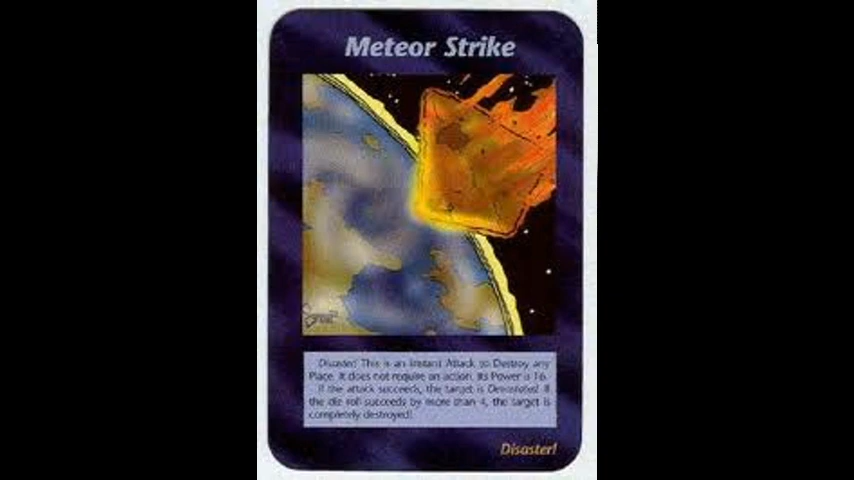 Meteor Strike
Disaster! This is an Instant Attack to Destroy any
Place. It does not require an action. Its Power is 16.
If the attack succeeds, the target is Devastated. If
the die roll succeeds by more than 4, the target is
completely destroyed!
Disaster!